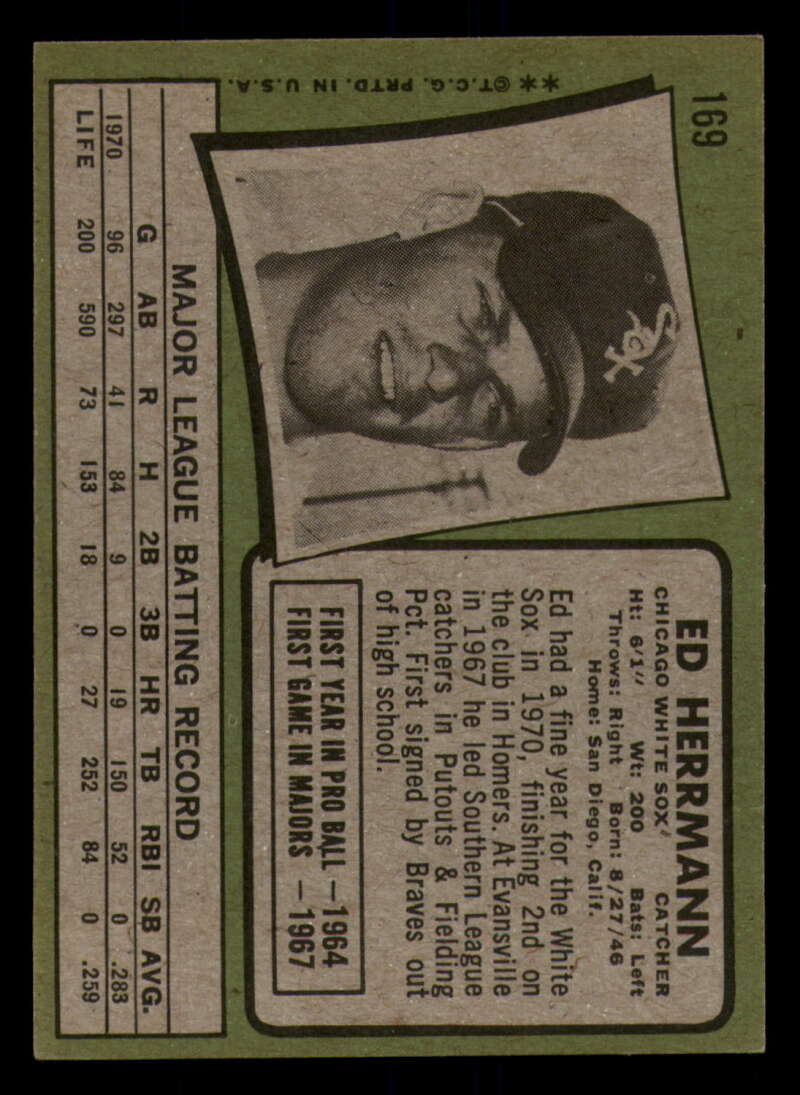 169
**©T.C.G. PRTD. IN U.S.A.
ED HERRMANN
CHICAGO WHITE SOX CATCHER
Ht: 6'1" Wt: 200 Bats: Left
Throws: Right Born: 8/27/46
Home: San Diego, Calif.
Ed had a fine year for the White
Sox in 1970, finishing 2nd on
the club in Homers. At Evansville
in 1967 he led Southern League
catchers in Putouts & Fielding
Pct. First signed by Braves out
of high school.
FIRST YEAR IN PRO BALL —1964
FIRST GAME IN MAJORS —1967
MAJOR LEAGUE BATTING RECORD
G AB R H 2B 3B HR TB RBI SB AVG.
1970 96 297 41 84 9 0 19 150 52 0 .283
LIFE 200 590 73 153 18 0 27 252 84 0 .259